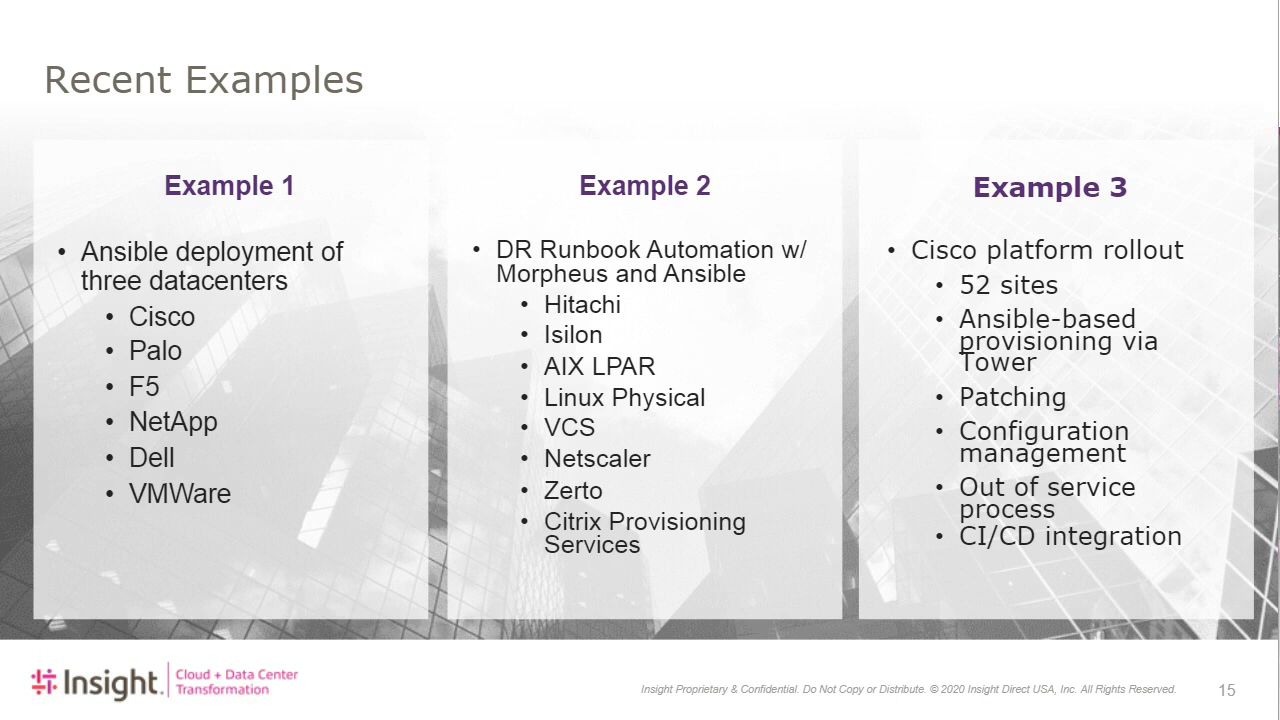 Recent Examples
Example 1
• Ansible deployment of
three datacenters
• Cisco
• Palo
• F5
• NetApp
• Dell
• VMWare
Example 2
• DR Runbook Automation w/
Morpheus and Ansible
• Hitachi
• Isilon
• AIX LPAR
• Linux Physical
• VCS
• Netscaler
• Zerto
• Citrix Provisioning
Services
Example 3
• Cisco platform rollout
• 52 sites
• Ansible-based
provisioning via
Tower
• Patching
• Configuration
management
• Out of service
process
• CI/CD integration
Insight.
Cloud + Data Center
Transformation
Insight Proprietary & Confidential. Do Not Copy or Distribute. © 2020 Insight Direct USA, Inc. All Rights Reserved.
15